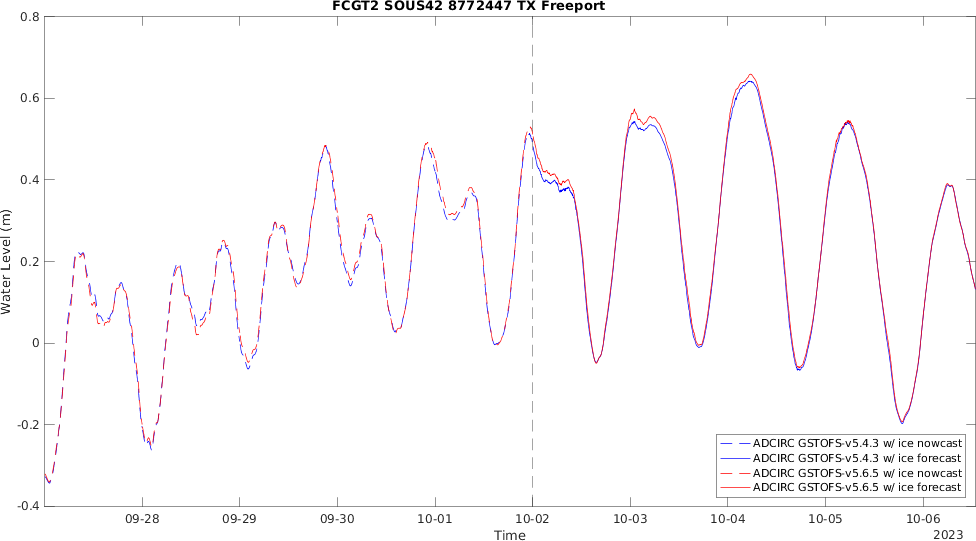 FCGT2 SOUS42 8772447 TX Freeport
0.8
0.6
0.4
0.2
0
-0.2
-0.4
Water Level (m)
09-28 09-29 09-30 10-01 10-02 10-03 10-04 10-05 10-06
Time
2023
ADCIRC GSTOFS-v5.4.3 w/ ice nowcast
ADCIRC GSTOFS-v5.4.3 w/ ice forecast
ADCIRC GSTOFS-v5.6.5 w/ ice nowcast
ADCIRC GSTOFS-v5.6.5 w/ ice forecast